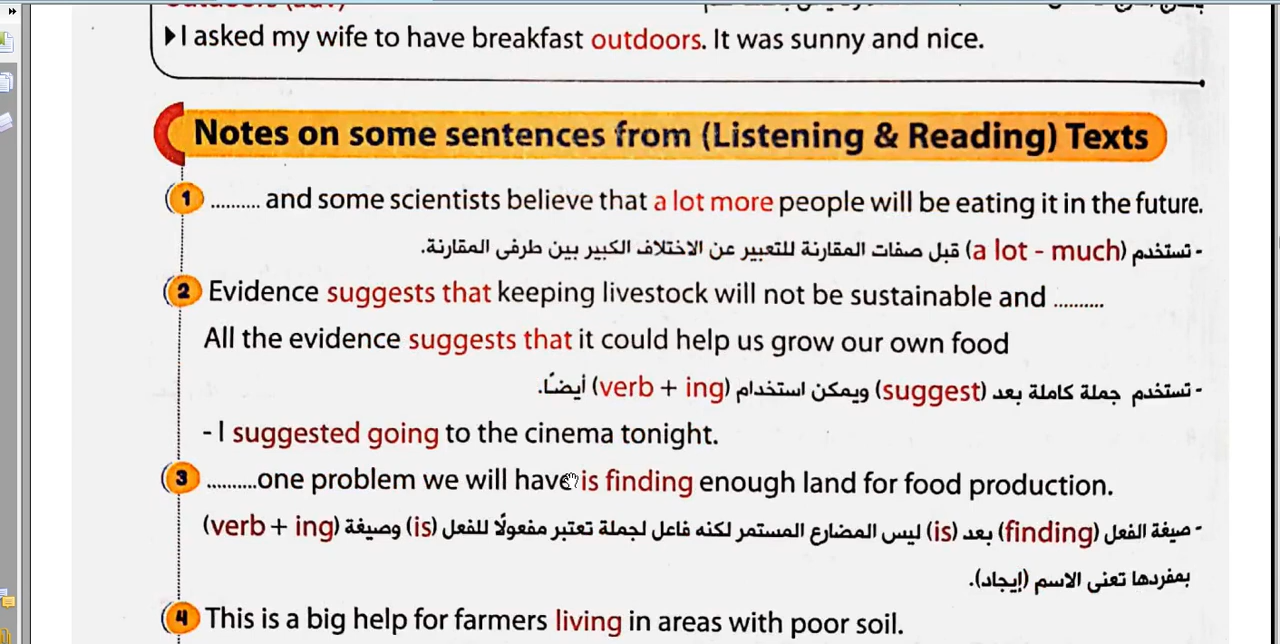 ▶I asked my wife to have breakfast outdoors. It was sunny and nice.
Notes on some sentences from (Listening & Reading) Texts
1 .......... and some scientists believe that a lot more people will be eating it in the future.
- تستخدم (a lot - much) قبل صفات المقارنة للتعبير عن الاختلاف الكبير بين طرفى المقارنة.
2 Evidence suggests that keeping livestock will not be sustainable and ..........
All the evidence suggests that it could help us grow our own food
- تستخدم جملة كاملة بعد (suggest) ويمكن استخدام (verb + ing) أيضًا.
- I suggested going to the cinema tonight.
3 ..........one problem we will have is finding enough land for food production.
- صيغة الفعل (finding) بعد (is) ليس المضارع المستمر لكنه فاعل لجملة تعتبر مفعولًا للفعل (is) وصيغة (verb + ing)
بمفردها تعنى الاسم (إيجاد).
4 This is a big help for farmers living in areas with poor soil.